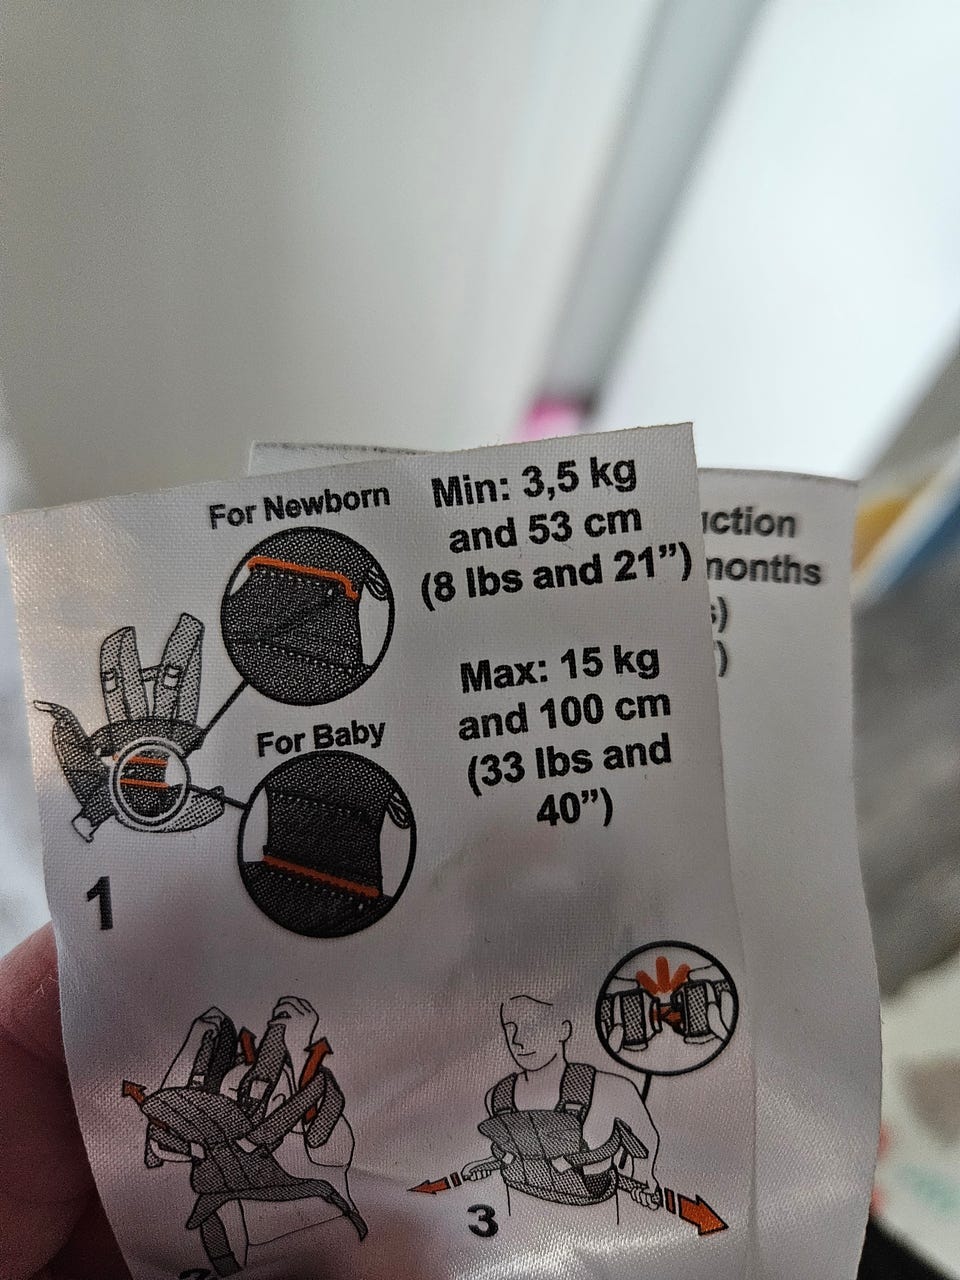 For Newborn
Min: 3,5 kg
and 53 cm
(8 lbs and 21”)
For Baby
Max: 15 kg
and 100 cm
(33 lbs and
40”)
1
3
months
)
)